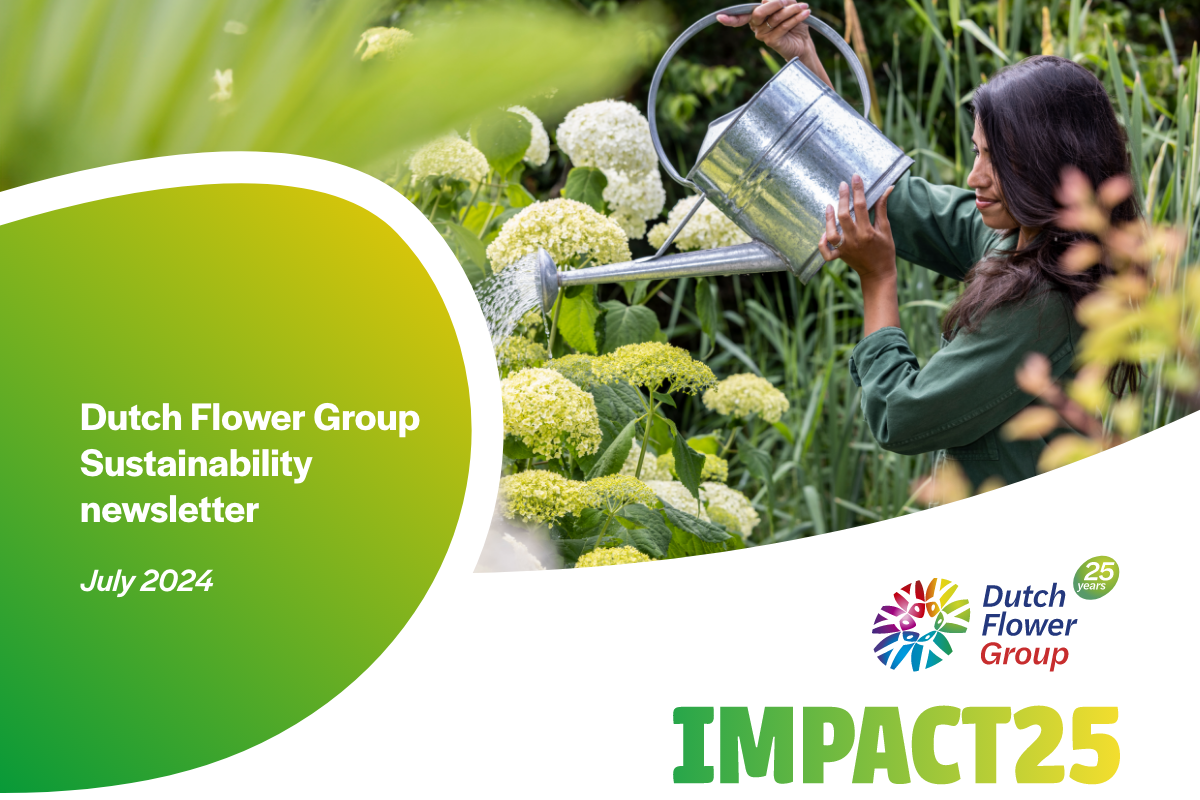 Dutch Flower Group
Sustainability
newsletter
July 2024
25
years
Dutch
Flower
Group
IMPACT25